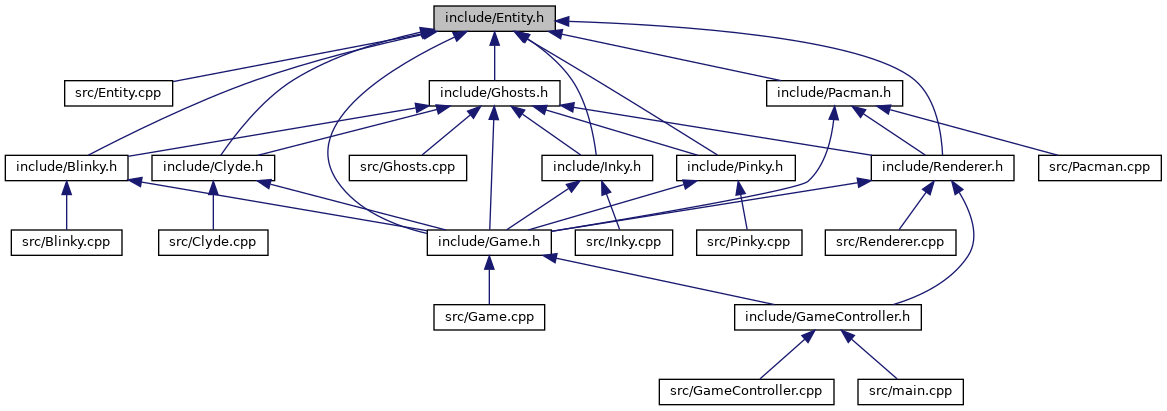 include/Entity.h
src/Entity.cpp
include/Ghosts.h
include/Pacman.h
include/Blinky.h
include/Clyde.h
src/Ghosts.cpp
include/Inky.h
include/Pinky.h
include/Renderer.h
src/Pacman.cpp
src/Blinky.cpp
src/Clyde.cpp
include/Game.h
src/Inky.cpp
src/Pinky.cpp
src/Renderer.cpp
src/Game.cpp
include/GameController.h
src/GameController.cpp
src/main.cpp